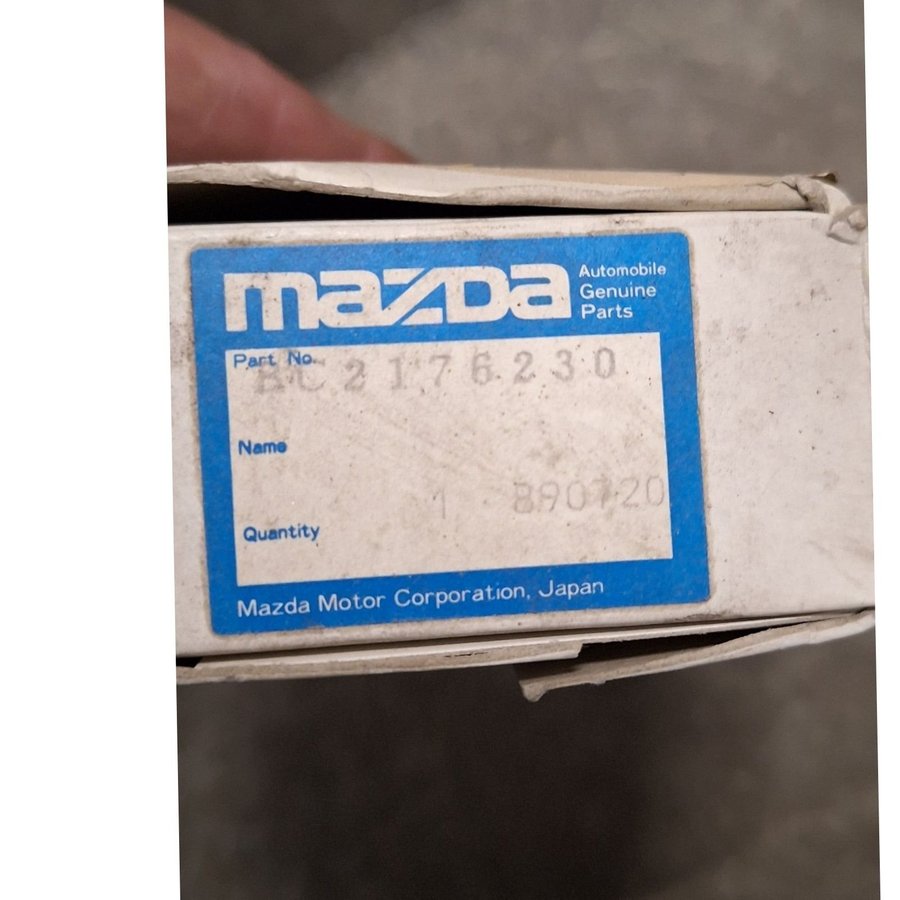 mazda
Automobile
Genuine
Parts
Part No.
BC2176230
Name
1 890720
Quantity
Mazda Motor Corporation, Japan